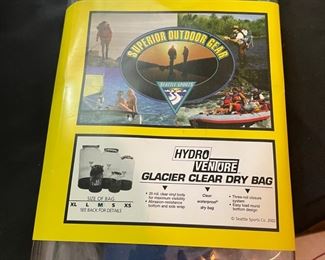 SUPERIOR OUTDOOR GEAR
SEATTLE SPORTS
HYDRO
VENTURE
GLACIER CLEAR DRY BAG
• 20 mil. clear vinyl body
for maximum visibility
• Abrasion-resistance
bottom and side wrap
Clear
waterproof
dry bag
• Three-roll closure
system
• Easy load round
bottom design
SIZE OF BAG
XL L M S XS
SEE BACK FOR DETAILS
© Seattle Sports Co. 2002